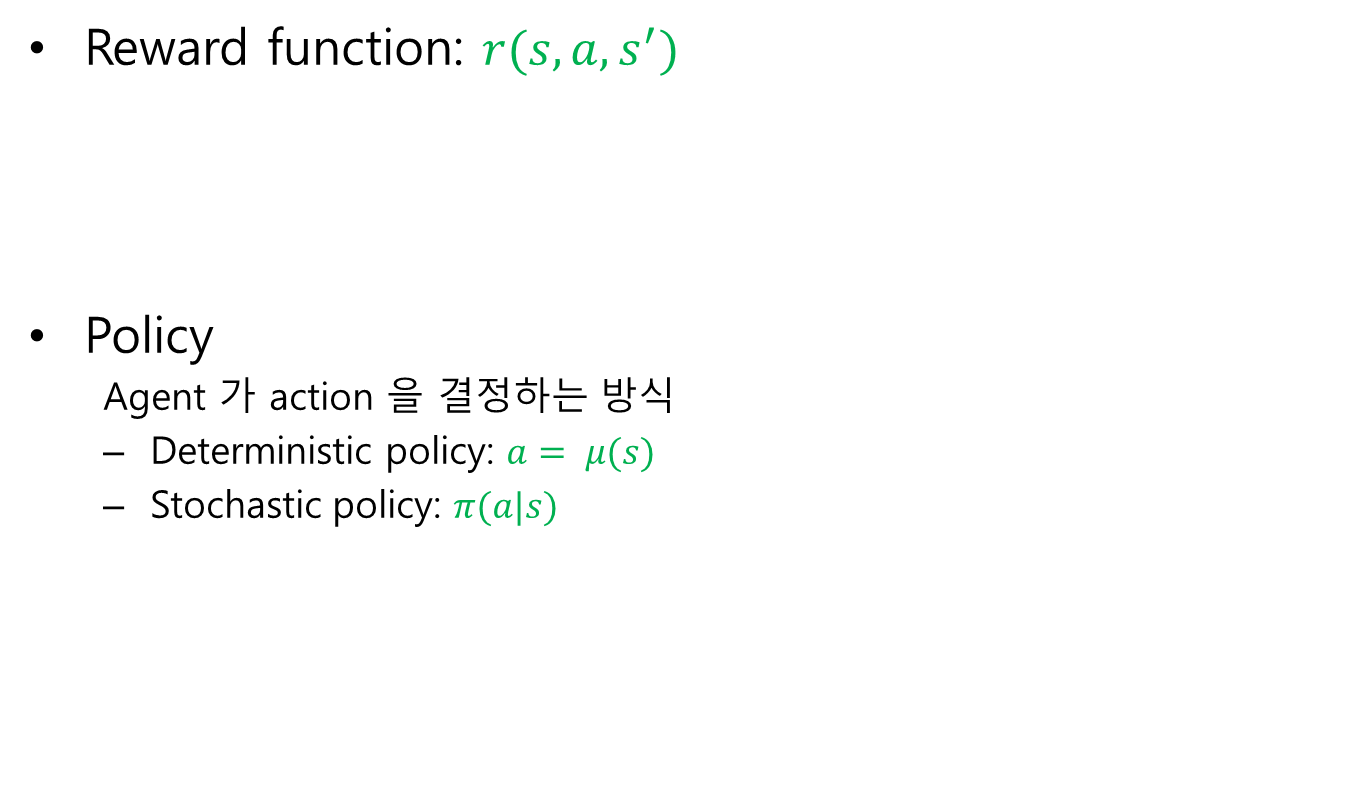 • Reward function: r(s, a, s′)
• Policy
Agent 가 action 을 결정하는 방식
– Deterministic policy: a = μ(s)
– Stochastic policy: π(a|s)